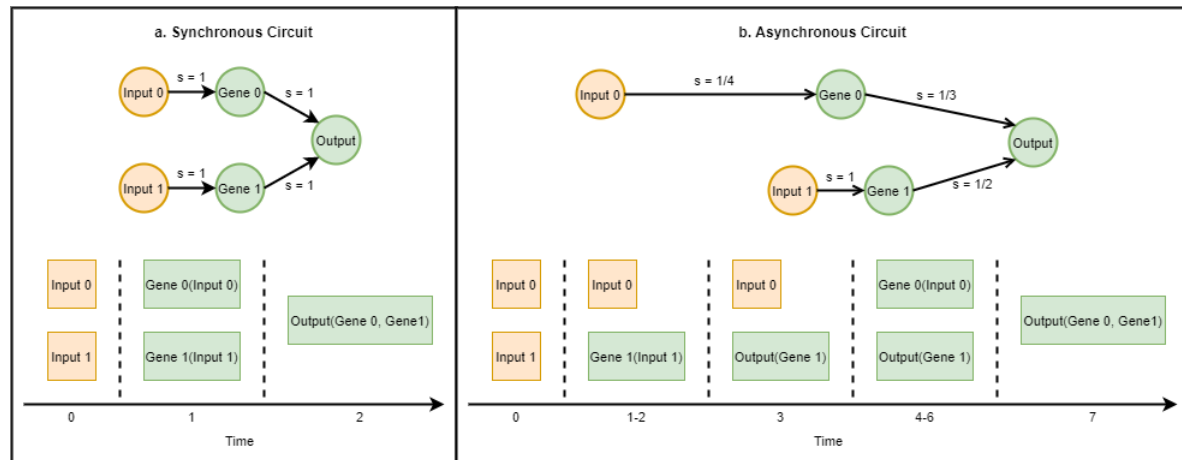 a. Synchronous Circuit
s = 1
Input 0
Gene 0
s = 1
Output
s = 1
Input 1
Gene 1
s = 1
Input 0
Gene 0(Input 0)
Output(Gene 0, Gene1)
Input 1
Gene 1(Input 1)
0
1
2
Time
b. Asynchronous Circuit
s = 1/4
Input 0
Gene 0
s = 1/3
Output
s = 1
Input 1
Gene 1
s = 1/2
Input 0
Input 0
Input 0
Gene 0(Input 0)
Output(Gene 0, Gene1)
Input 1
Gene 1(Input 1)
Output(Gene 1)
Output(Gene 1)
0
1-2
3
4-6
7
Time